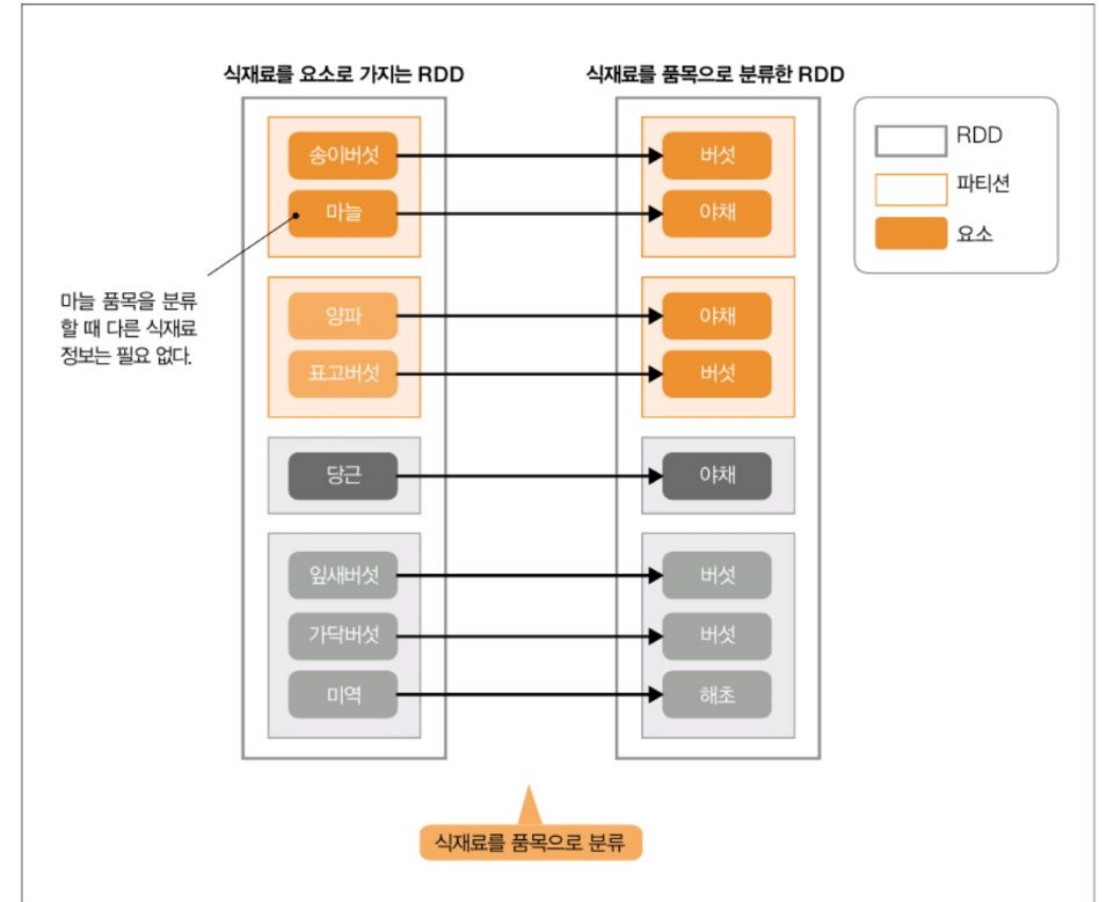 식재료를 요소로 가지는 RDD
식재료를 품목으로 분류한 RDD
송이버섯
버섯
마늘
야채
양파
야채
표고버섯
버섯
당근
야채
잎새버섯
버섯
가닥버섯
버섯
미역
해초
마늘 품목을 분류
할 때 다른 식재료
정보는 필요 없다.
RDD
파티션
요소
식재료를 품목으로 분류